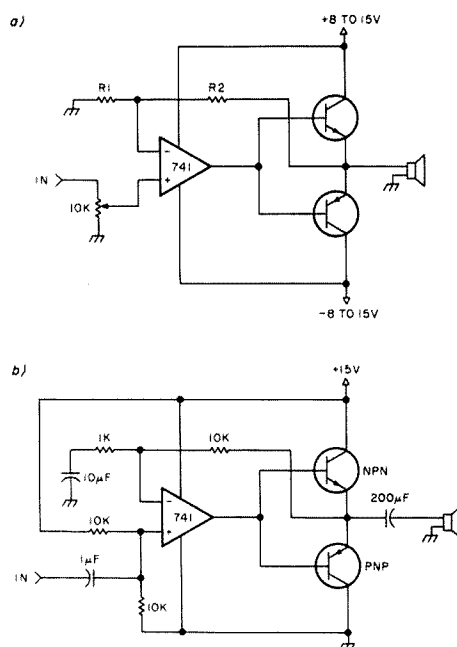 a)
+8 TO 15V
R1
R2
741
IN
10K
-8 TO 15V
b)
+15V
1K
10K
NPN
10µF
200µF
10K
741
1µF
IN
PNP
10K